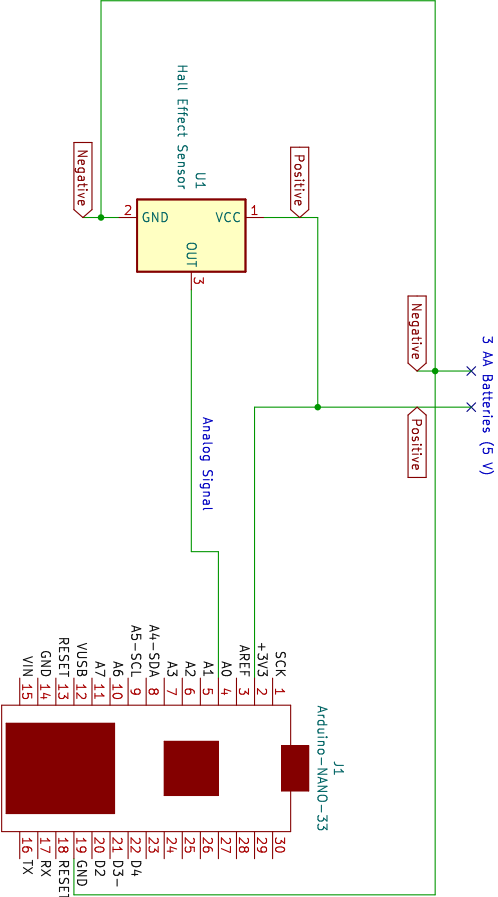 3 AA Batteries (5 V)
Negative
Positive
Hall Effect Sensor
U1
Positive
Negative
1
VCC
GND
2
OUT
3
Analog Signal
J1
Arduino-NANO-33
SCK
+3V3
AREF
A0
A1
A2
A3
A4-SDA
A5-SCL
A6
A7
VUSB
RESET
GND
VIN
1
2
3
4
5
6
7
8
9
10
11
12
13
14
15
30
29
28
27
26
25
24
23
22
21
20
19
18
17
16
D4
D3-
D2
GND
RESET
RX
TX